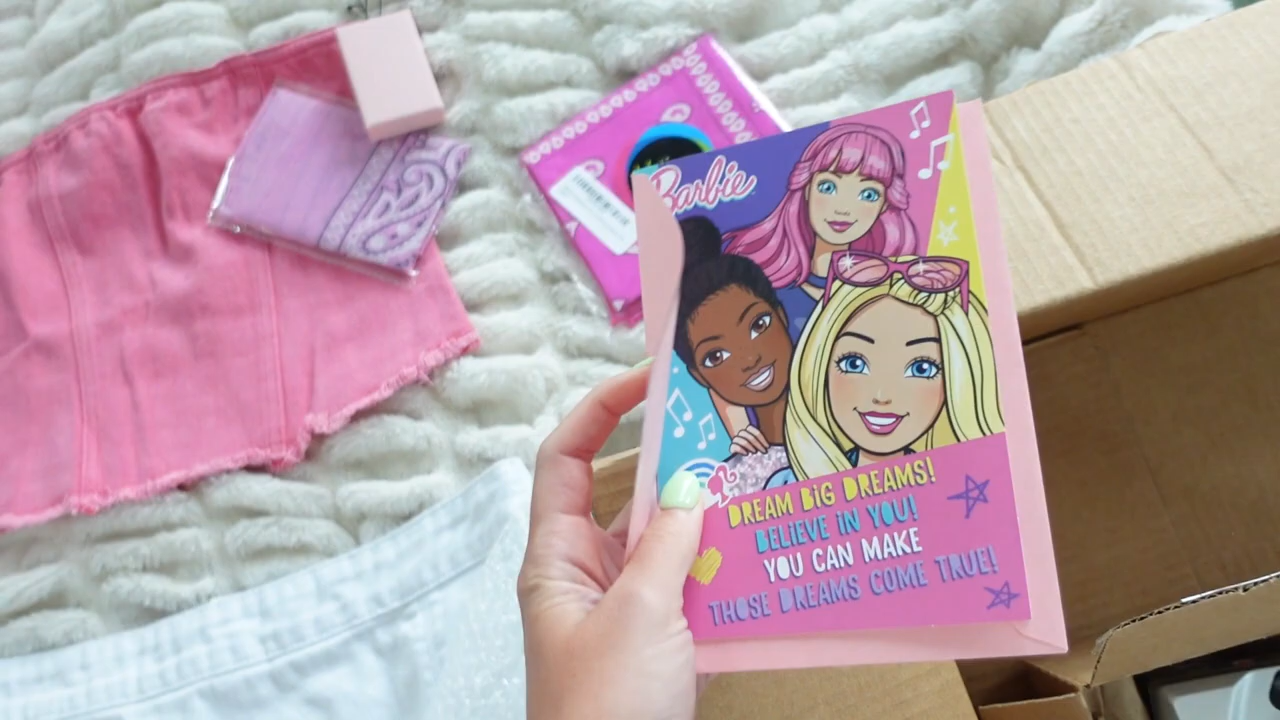 Barbie
DREAM BiG DREAMS!
BELiEVE iN YOU!
YOU CAN MAKE
THOSE DREAMS COME TRUE!